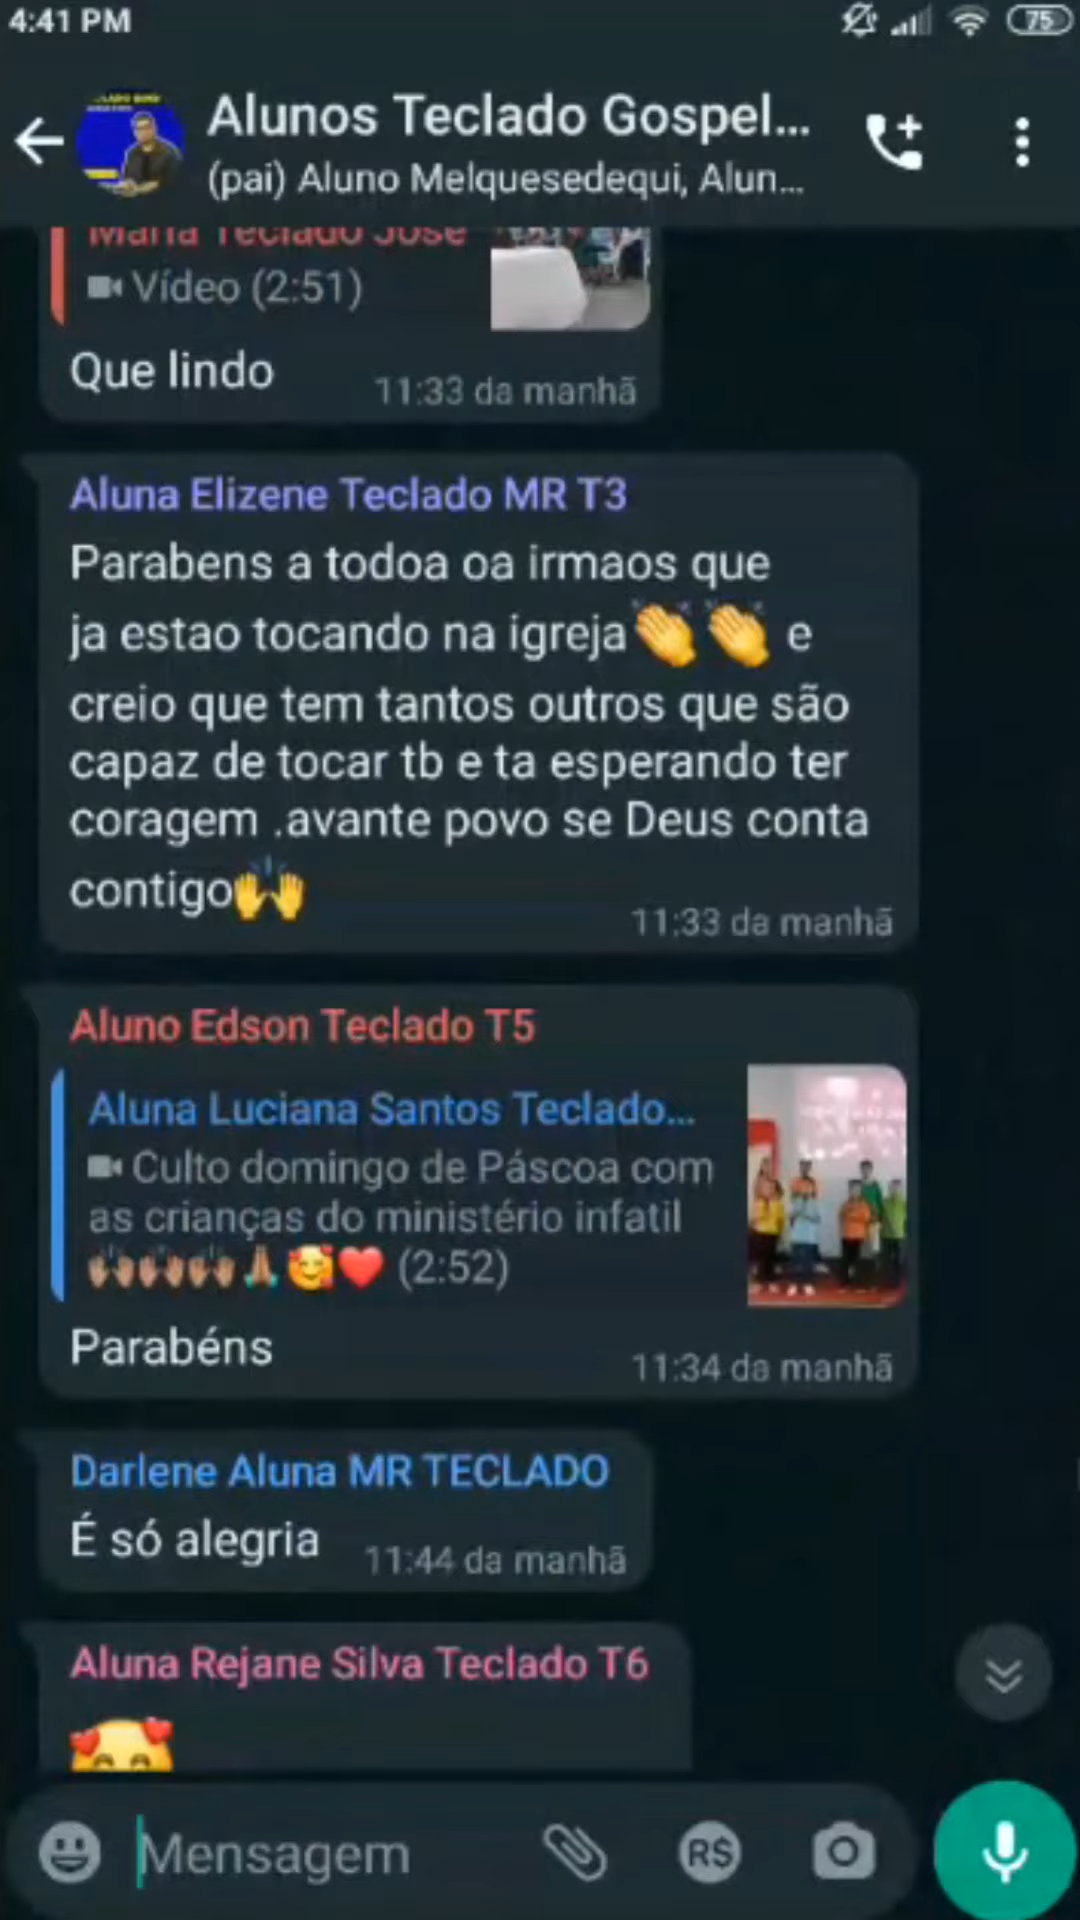 4:41 PM
75
Alunos Teclado Gospel...
(pai) Aluno Melquesedequi, Alun...
Maria Teclado José
Vídeo (2:51)
Que lindo
11:33 da manhã
Aluna Elizene Teclado MR T3
Parabens a todoa oa irmaos que
ja estao tocando na igreja👏👏 e
creio que tem tantos outros que são
capaz de tocar tb e ta esperando ter
coragem .avante povo se Deus conta
contigo🙌
11:33 da manhã
Aluno Edson Teclado T5
Aluna Luciana Santos Teclado...
Culto domingo de Páscoa com
as crianças do ministério infatil
🙌🏽🙌🏽🙌🏽🙏🏽🥰❤️ (2:52)
Parabéns
11:34 da manhã
Darlene Aluna MR TECLADO
É só alegria
11:44 da manhã
Aluna Rejane Silva Teclado T6
🥰
Mensagem
R$